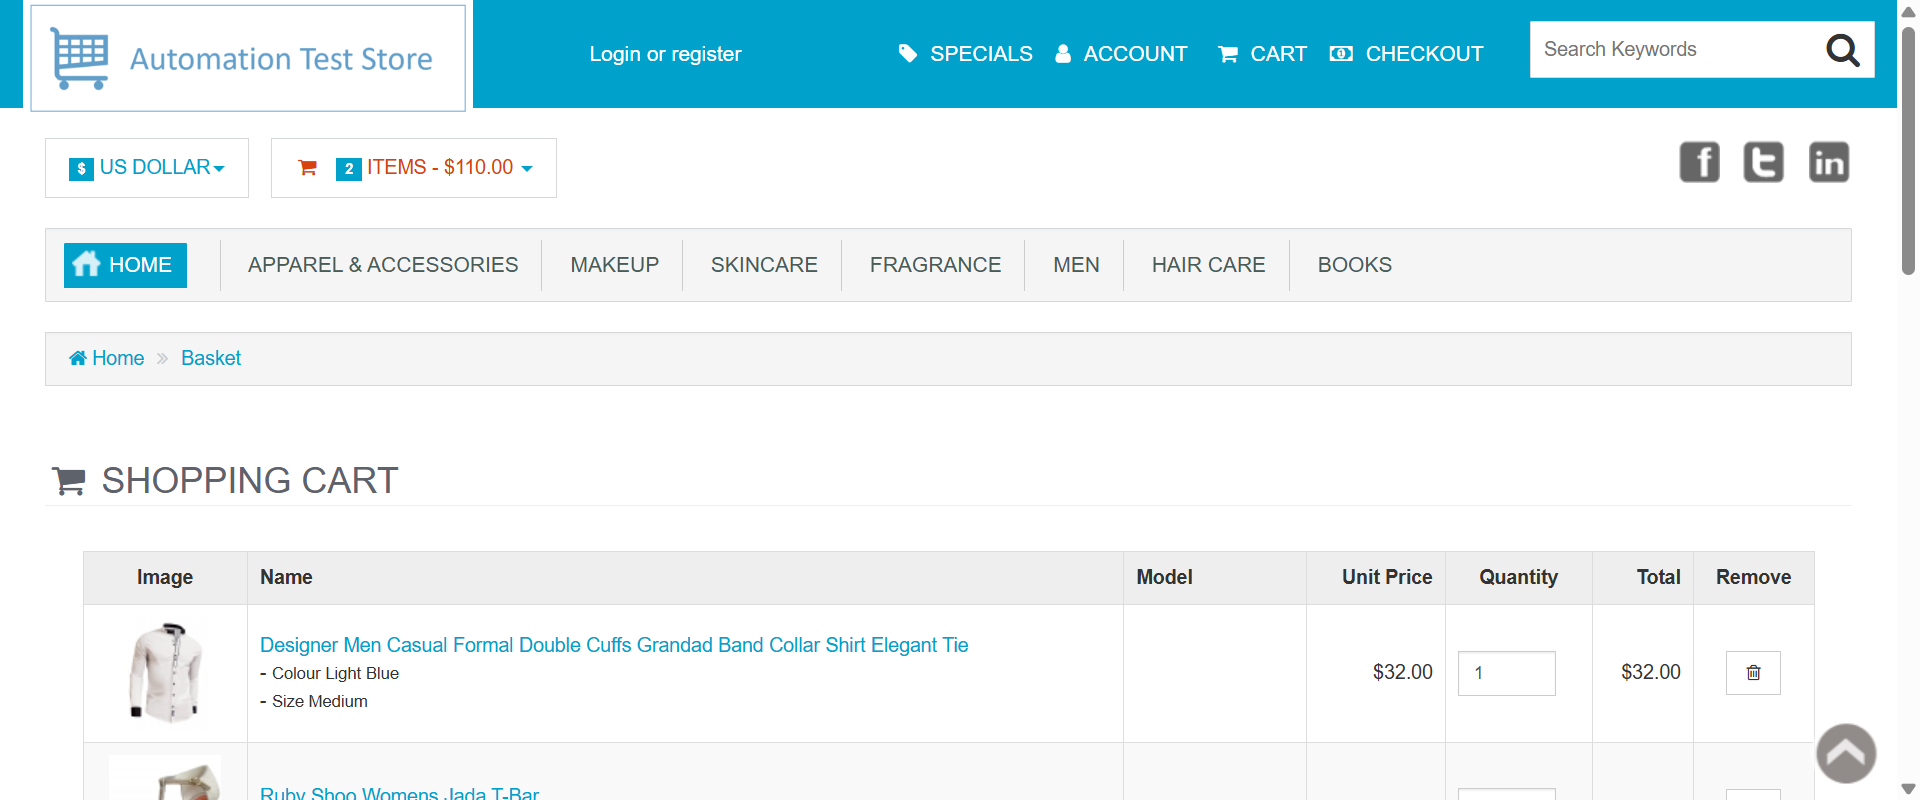 Automation Test Store
Login or register
SPECIALS ACCOUNT CART CHECKOUT
Search Keywords
$ US DOLLAR
2 ITEMS - $110.00
f t in
HOME APPAREL & ACCESSORIES MAKEUP SKINCARE FRAGRANCE MEN HAIR CARE BOOKS
Home » Basket
SHOPPING CART
Image Name Model Unit Price Quantity Total Remove
Designer Men Casual Formal Double Cuffs Grandad Band Collar Shirt Elegant Tie
- Colour Light Blue
- Size Medium
$32.00 1 $32.00
Ruby Shoo Womens Jada T-Bar